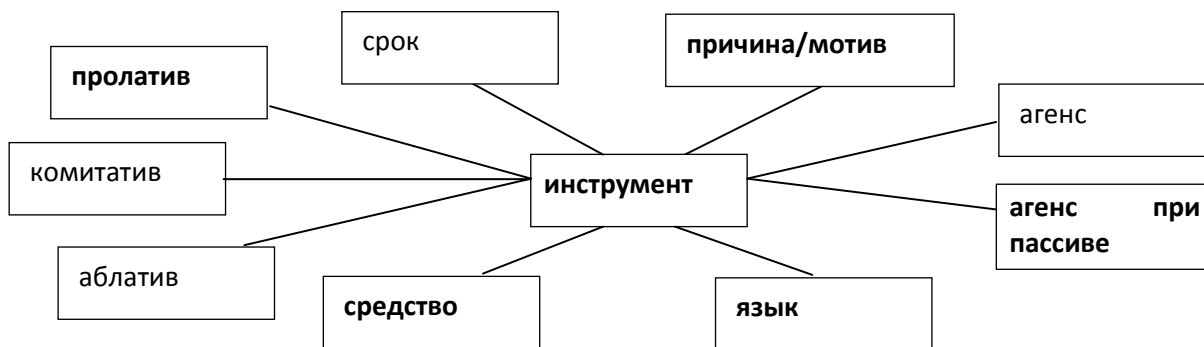 срок
причина/мотив
пролатив
агенс
комитатив
инструмент
агенс при
пассиве
аблатив
средство
язык